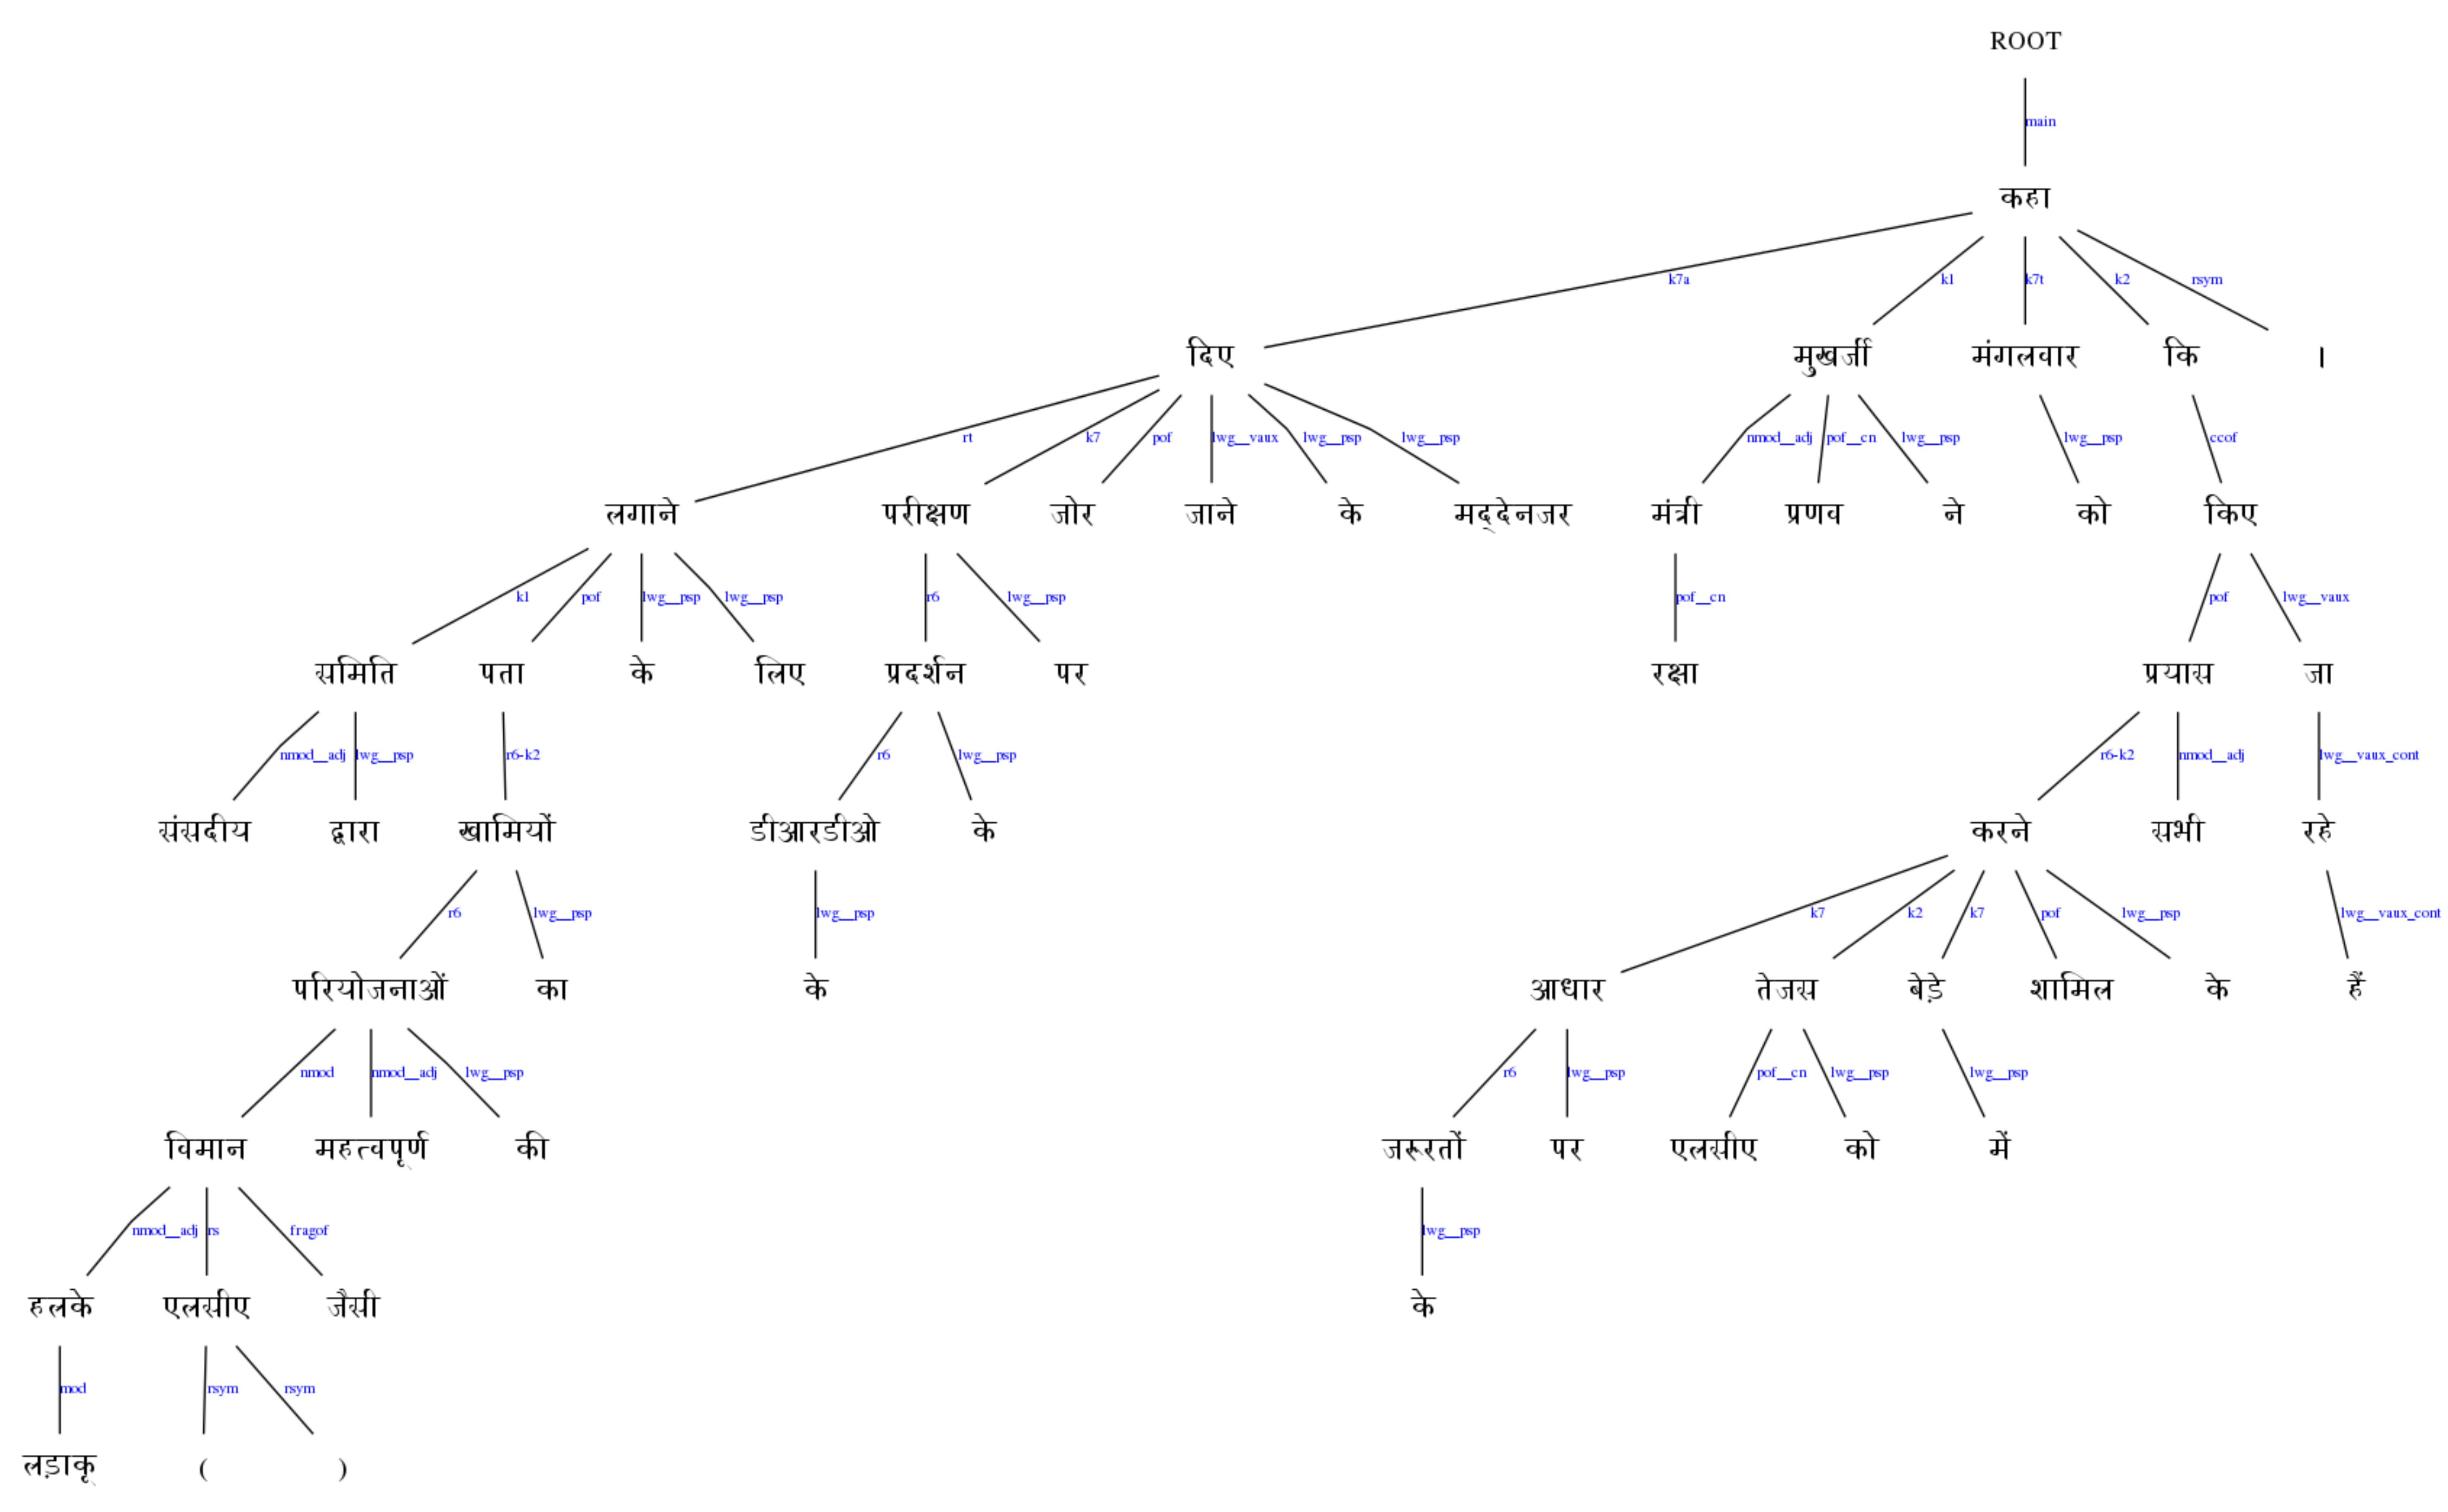 ROOT
main
कहा
k7a k1 k7t k2 rsym
दिए मुखर्जी मंगलवार कि ।
rt k7 pof lwg__vaux lwg__psp lwg__psp nmod__adj pof__cn lwg__psp lwg__psp ccof
लगाने परीक्षण जोर जाने के मद्देनजर मंत्री प्रणव ने को किए
k1 pof lwg__psp lwg__psp r6 lwg__psp pof__cn pof lwg__vaux
समिति पता के लिए प्रदर्शन पर रक्षा प्रयास जा
nmod__adj lwg__psp r6-k2 r6 lwg__psp r6-k2 nmod__adj lwg__vaux_cont
संसदीय द्वारा खामियों डीआरडीओ के करने सभी रहे
r6 lwg__psp lwg__psp k7 k2 k7 pof lwg__psp lwg__vaux_cont
परियोजनाओं का के आधार तेजस बेड़े शामिल के हैं
nmod nmod__adj lwg__psp r6 lwg__psp pof__cn lwg__psp lwg__psp
विमान महत्वपूर्ण की जरूरतों पर एलसीए को में
nmod__adj rs fragof lwg__psp
हलके एलसीए जैसी के
mod rsym rsym
लड़ाकू ( )